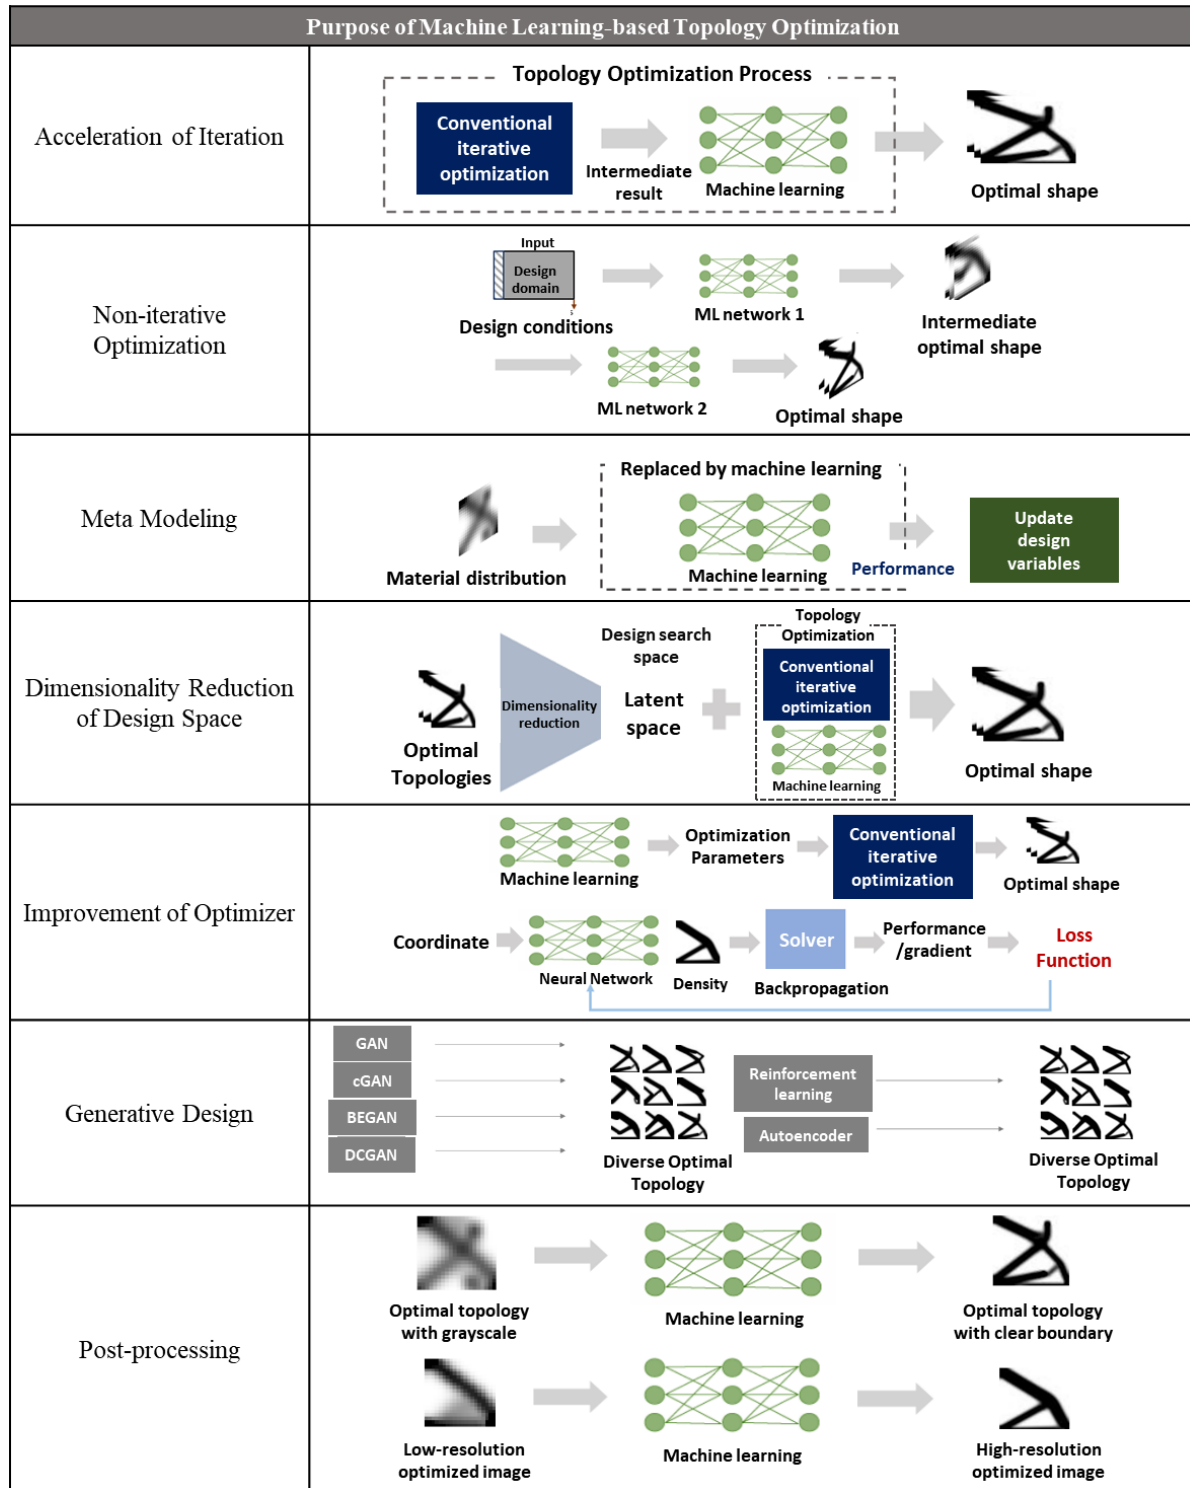 Purpose of Machine Learning-based Topology Optimization
Acceleration of Iteration
Topology Optimization Process
Conventional
iterative
optimization
Intermediate
result
Machine learning
Optimal shape
Non-iterative
Optimization
Input
Design
domain
Design conditions
ML network 1
Intermediate
optimal shape
ML network 2
Optimal shape
Meta Modeling
Material distribution
Replaced by machine learning
Machine learning
Performance
Update
design
variables
Dimensionality Reduction
of Design Space
Optimal
Topologies
Dimensionality
reduction
Design search
space
Latent
space
Topology
Optimization
Conventional
iterative
optimization
Machine learning
Optimal shape
Improvement of Optimizer
Machine learning
Optimization
Parameters
Conventional
iterative
optimization
Optimal shape
Coordinate
Neural Network
Density
Solver
Backpropagation
Performance
/gradient
Loss
Function
Generative Design
GAN
cGAN
BEGAN
DCGAN
Diverse Optimal
Topology
Reinforcement
learning
Autoencoder
Diverse Optimal
Topology
Post-processing
Optimal topology
with grayscale
Machine learning
Optimal topology
with clear boundary
Low-resolution
optimized image
Machine learning
High-resolution
optimized image